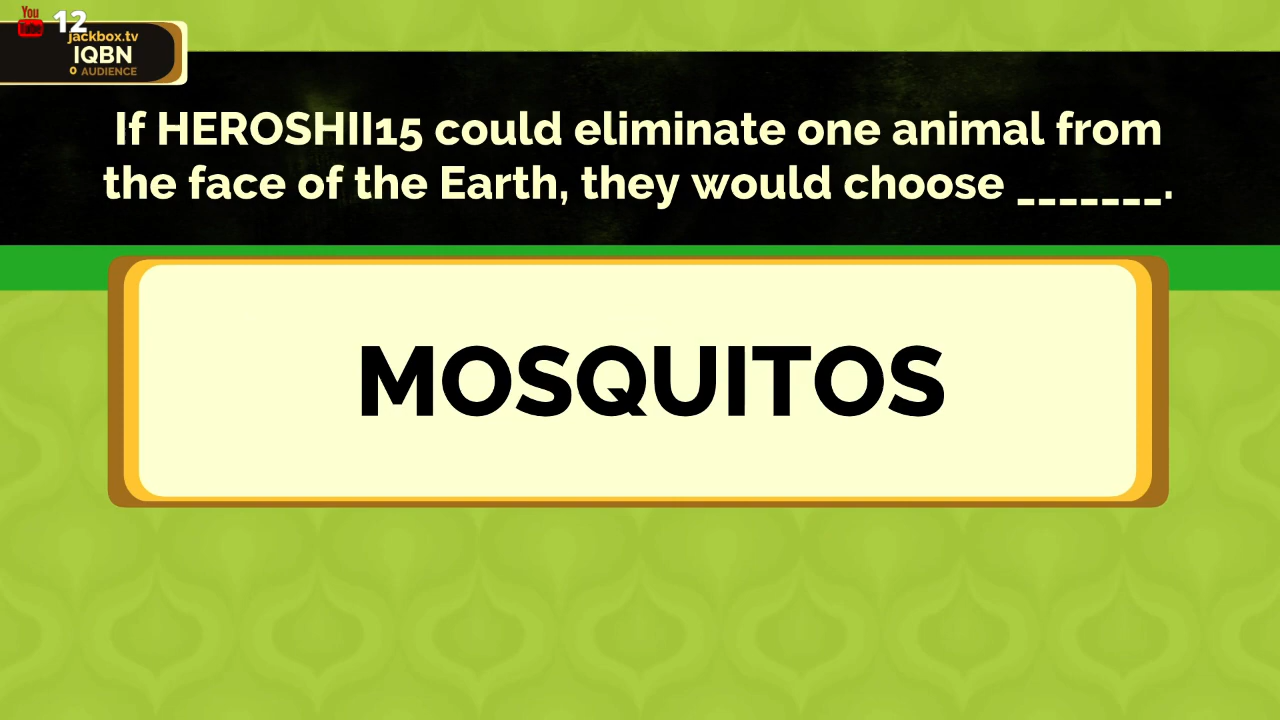 You
Tube
12
jackbox.tv
IQBN
0 AUDIENCE
If HEROSHII15 could eliminate one animal from
the face of the Earth, they would choose _______.
MOSQUITOS